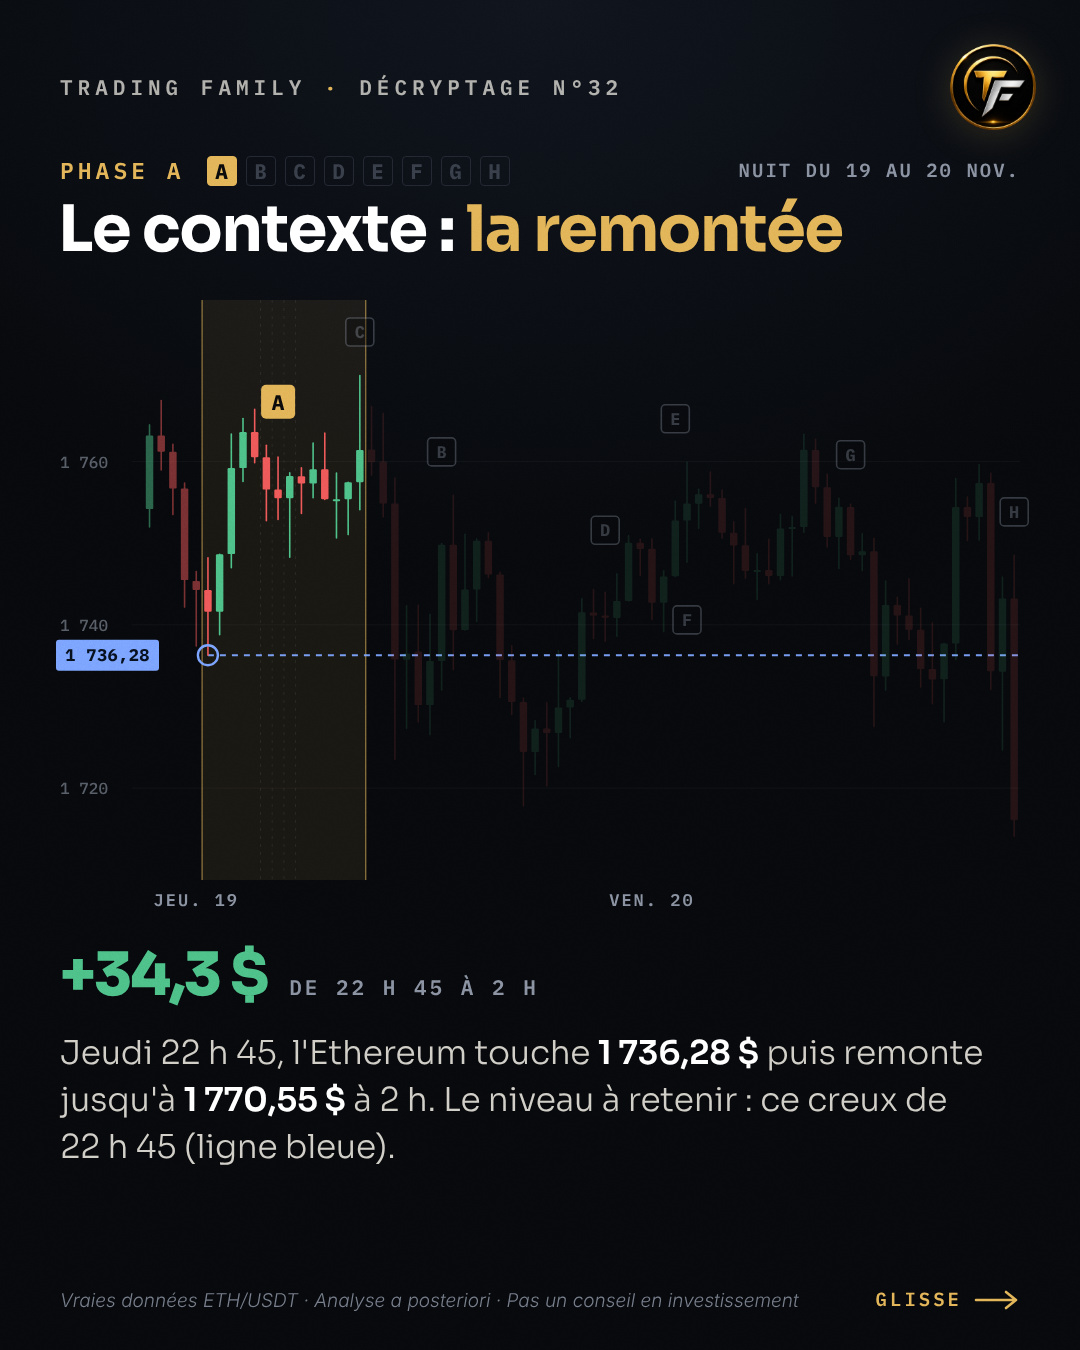 TRADING FAMILY · DÉCRYPTAGE N°32
TF
PHASE A A B C D E F G H
NUIT DU 19 AU 20 NOV.
Le contexte : la remontée
C
A
E
B
G
1 760
H
D
F
1 740
1 736,28
1 720
JEU. 19
VEN. 20
+34,3 $ DE 22 H 45 À 2 H
Jeudi 22 h 45, l'Ethereum touche 1 736,28 $ puis remonte
jusqu'à 1 770,55 $ à 2 h. Le niveau à retenir : ce creux de
22 h 45 (ligne bleue).
Vraies données ETH/USDT · Analyse a posteriori · Pas un conseil en investissement
GLISSE